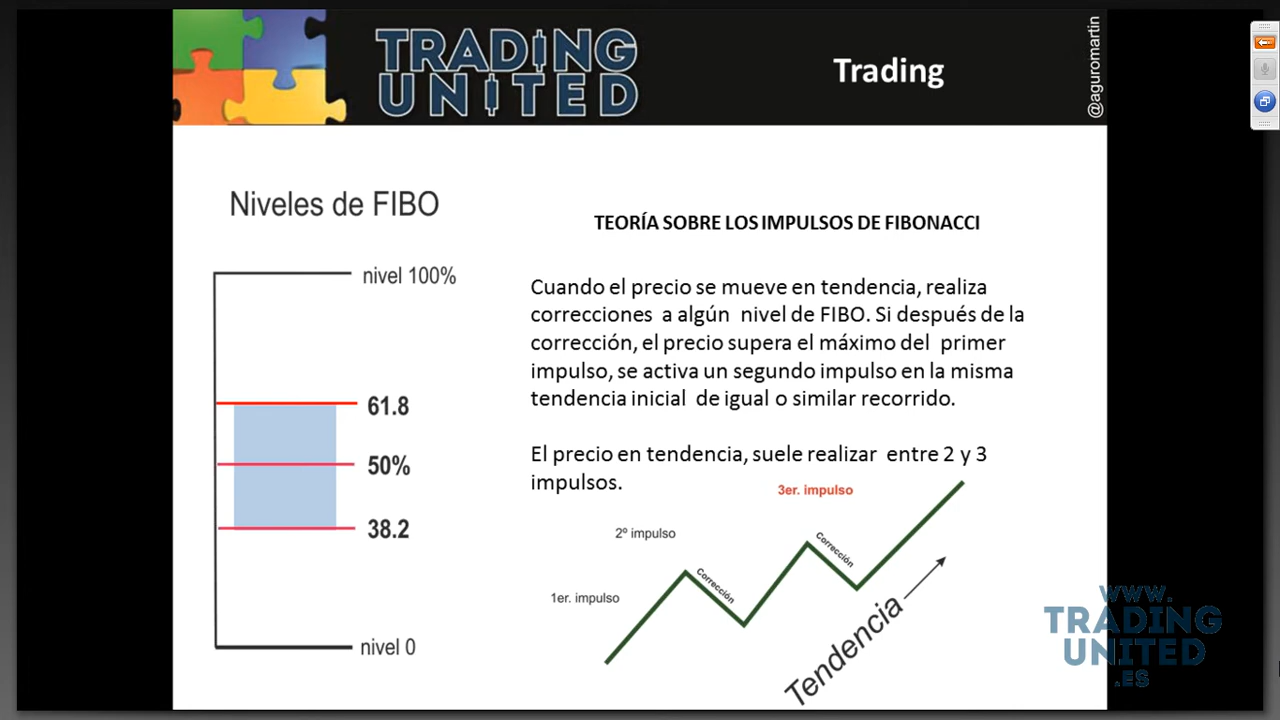 TRADING
UNITED
Trading
@aguromartin
Niveles de FIBO
nivel 100%
61.8
50%
38.2
nivel 0
TEORÍA SOBRE LOS IMPULSOS DE FIBONACCI
Cuando el precio se mueve en tendencia, realiza
correcciones a algún nivel de FIBO. Si después de la
corrección, el precio supera el máximo del primer
impulso, se activa un segundo impulso en la misma
tendencia inicial de igual o similar recorrido.
El precio en tendencia, suele realizar entre 2 y 3
impulsos.
3er. impulso
2º impulso
Corrección
Corrección
1er. impulso
Tendencia
www.
TRADING
UNITED
.ES